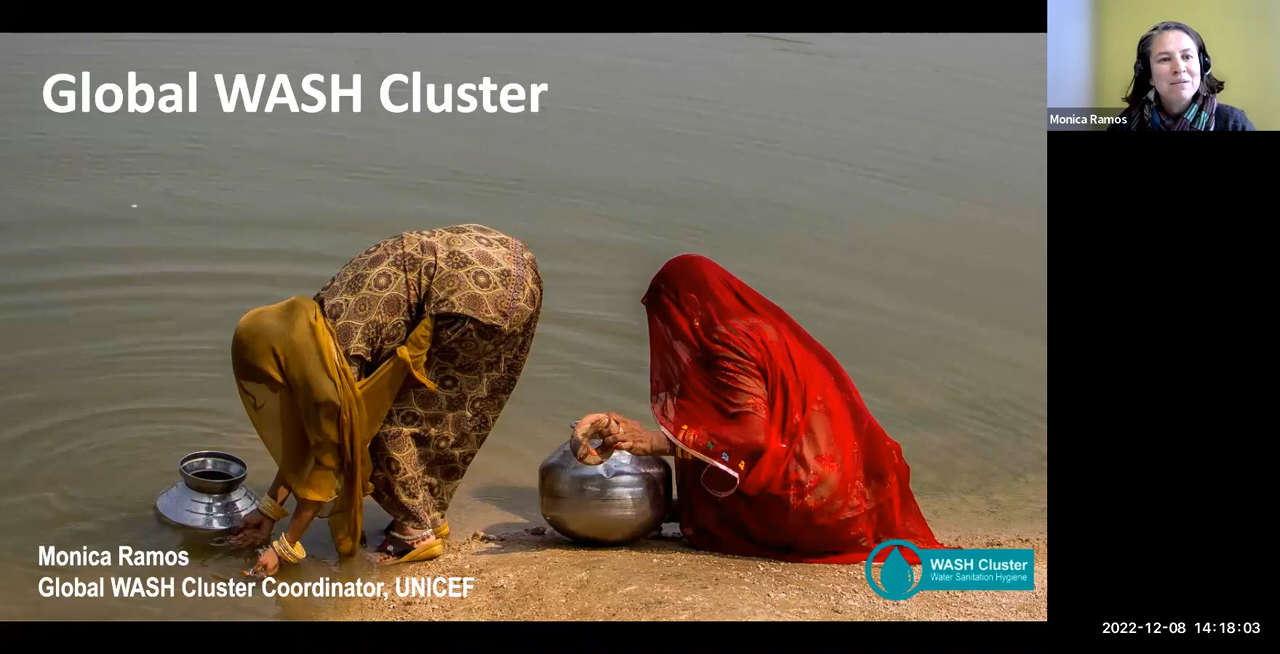 Global WASH Cluster
Monica Ramos
Monica Ramos
Global WASH Cluster Coordinator, UNICEF
WASH Cluster
Water Sanitation Hygiene
2022-12-08 14:18:03